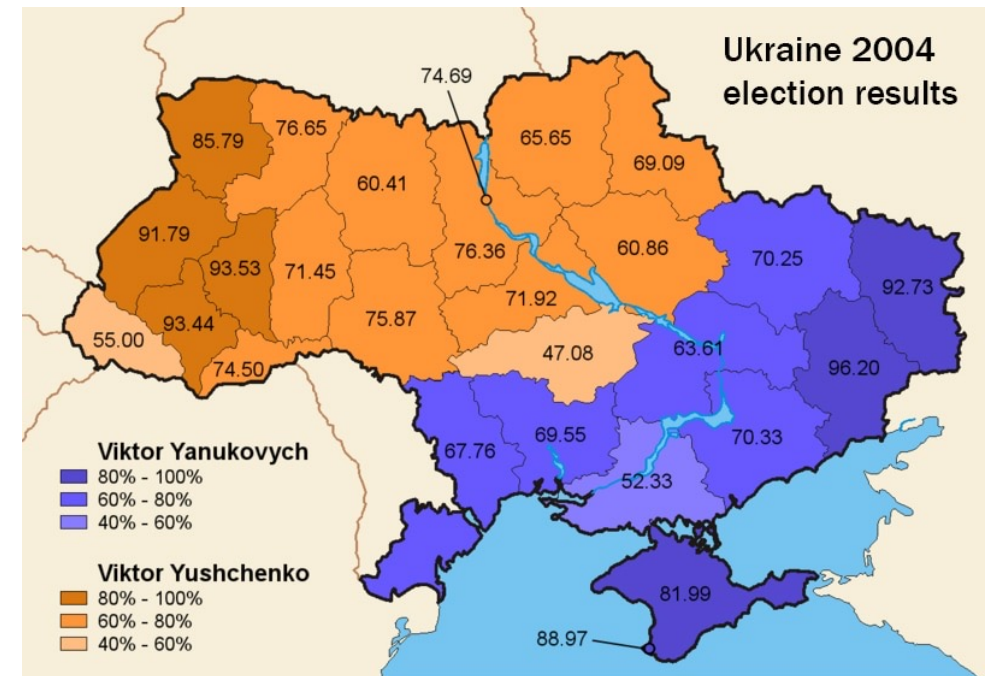 Ukraine 2004
election results
74.69
85.79
76.65
65.65
69.09
60.41
91.79
93.53
71.45
76.36
60.86
70.25
92.73
71.92
75.87
93.44
55.00
74.50
47.08
63.61
96.20
67.76
69.55
70.33
52.33
81.99
88.97
Viktor Yanukovych
80% - 100%
60% - 80%
40% - 60%
Viktor Yushchenko
80% - 100%
60% - 80%
40% - 60%